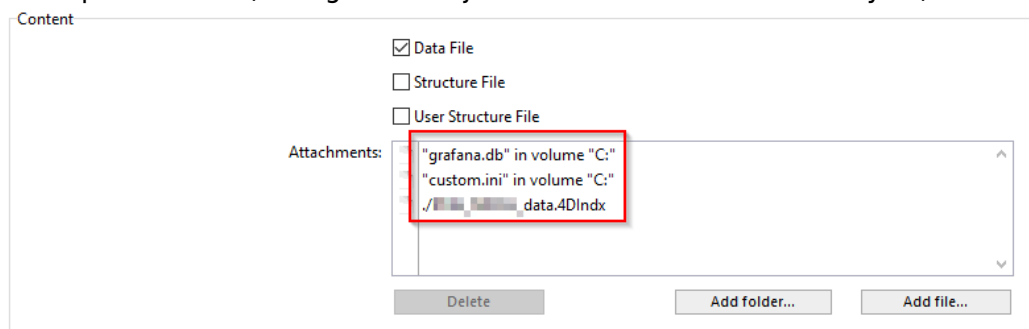 Content
Data File
Structure File
User Structure File
Attachments:
"grafana.db" in volume "C:"
"custom.ini" in volume "C:"
./ _data.4DIndx
Delete
Add folder...
Add file...